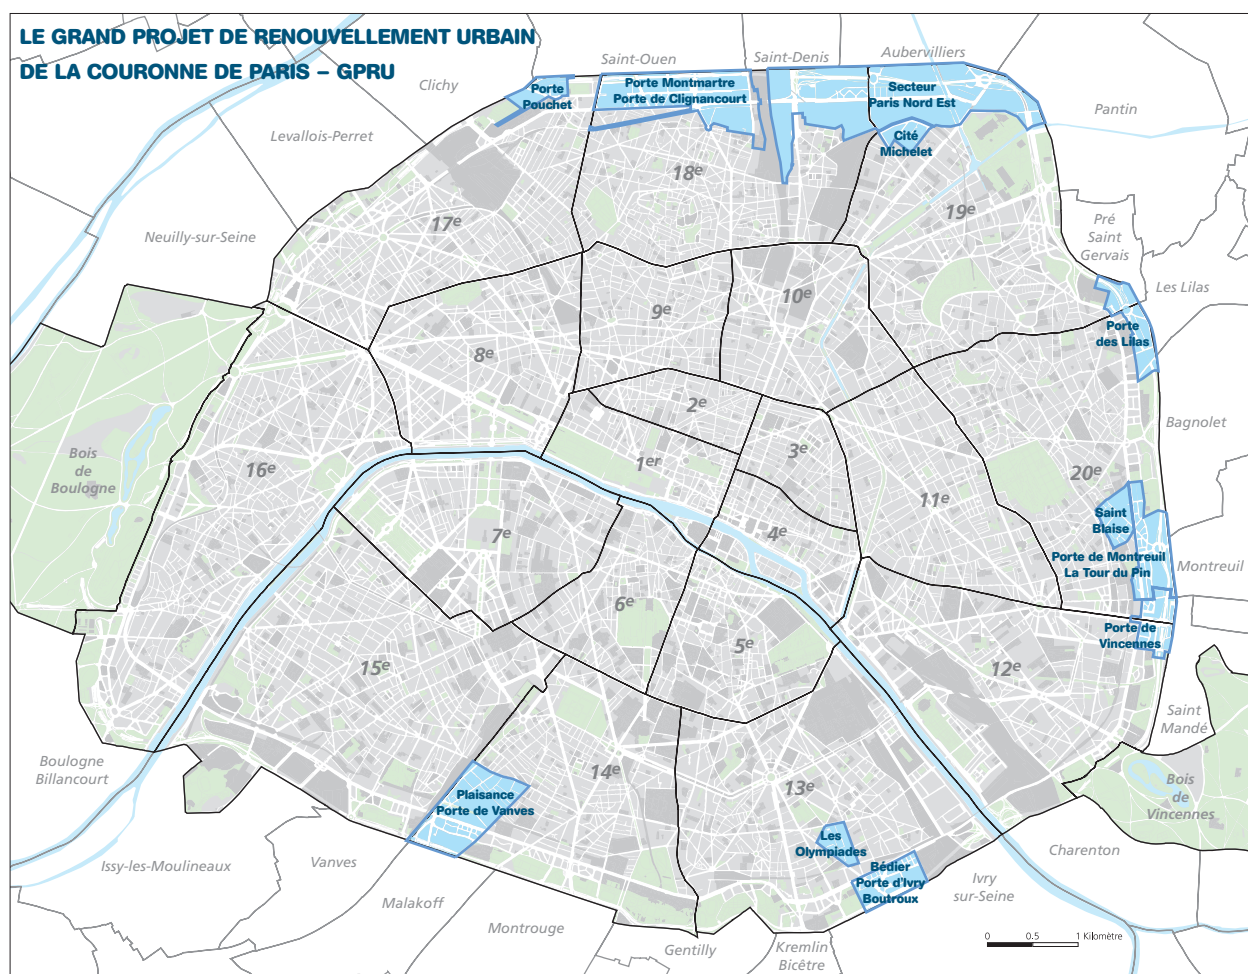 LE GRAND PROJET DE RENOUVELLEMENT URBAIN
DE LA COURONNE DE PARIS – GPRU
Clichy
Saint-Ouen
Saint-Denis
Aubervilliers
Pantin
Levallois-Perret
Neuilly-sur-Seine
Porte
Pouchet
Porte Montmartre
Porte de Clignancourt
Secteur
Paris Nord Est
Cité
Michelet
18e
17e
19e
Pré
Saint
Gervais
Les Lilas
Porte
des Lilas
9e
10e
8e
2e
1er
3e
4e
11e
20e
Bagnolet
16e
Bois
de
Boulogne
7e
6e
5e
Saint
Blaise
Porte de Montreuil
La Tour du Pin
Montreuil
Porte de
Vincennes
12e
15e
14e
13e
Saint
Mandé
Bois
de
Vincennes
Boulogne
Billancourt
Plaisance
Porte de Vanves
Les
Olympiades
Bédier
Porte d'Ivry
Boutroux
Charenton
Ivry
sur-Seine
Issy-les-Moulineaux
Vanves
Malakoff
Montrouge
Gentilly
Kremlin
Bicêtre
0 0.5 1 Kilomètre